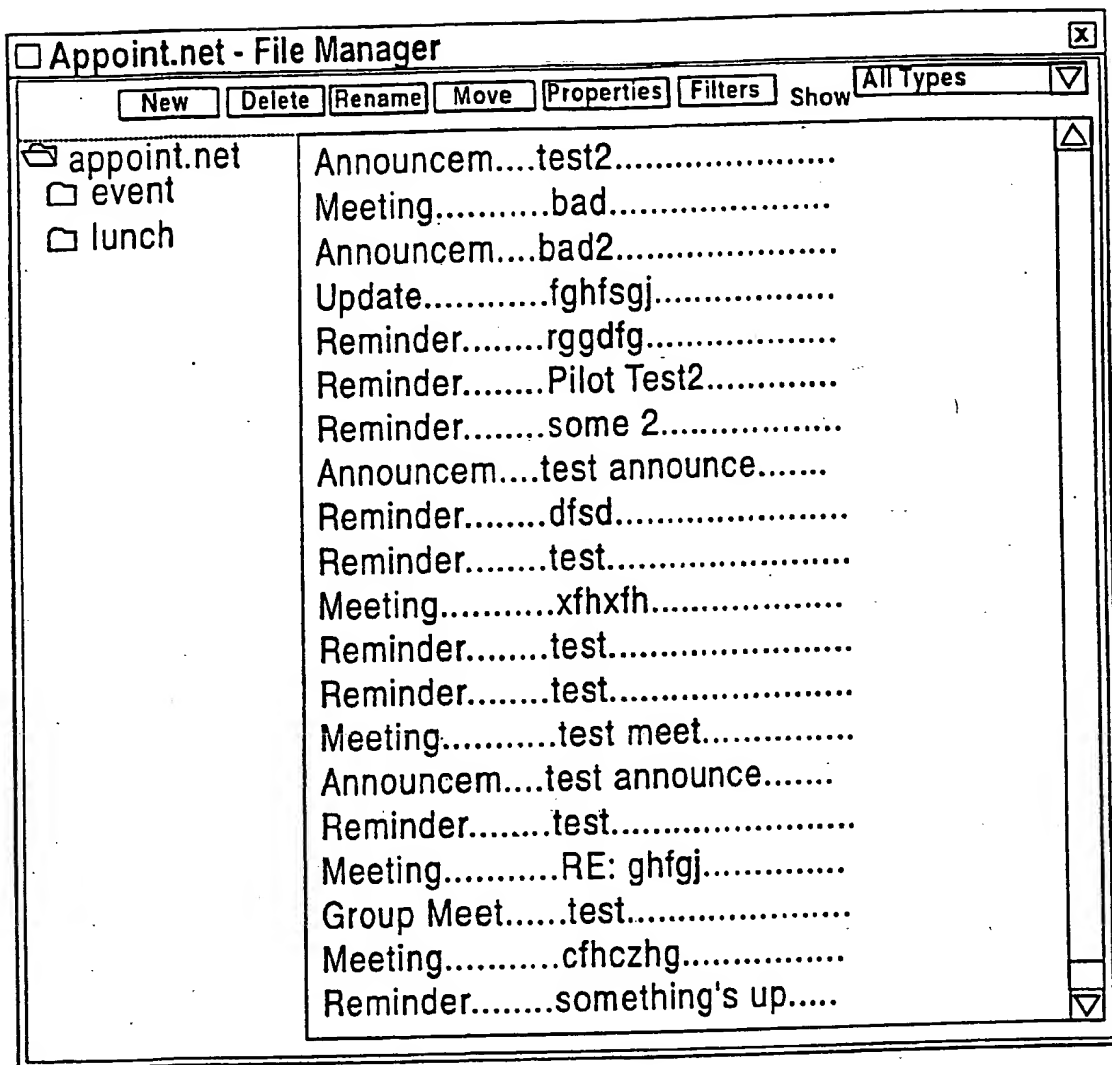 Appoint.net - File Manager
New Delete Rename Move Properties Filters Show All Types
appoint.net
event
lunch
Announcem....test2......................
Meeting...........bad......................
Announcem....bad2......................
Update............fghfsgj..................
Reminder........rggdfg...................
Reminder........Pilot Test2.............
Reminder........some 2..................
Announcem....test announce.......
Reminder........dfsd.......................
Reminder........test........................
Meeting...........xfhxfh...................
Reminder........test........................
Reminder........test........................
Meeting...........test meet...............
Announcem....test announce.......
Reminder........test........................
Meeting...........RE: ghfgj..............
Group Meet......test......................
Meeting...........cfhczhg................
Reminder........something's up.....